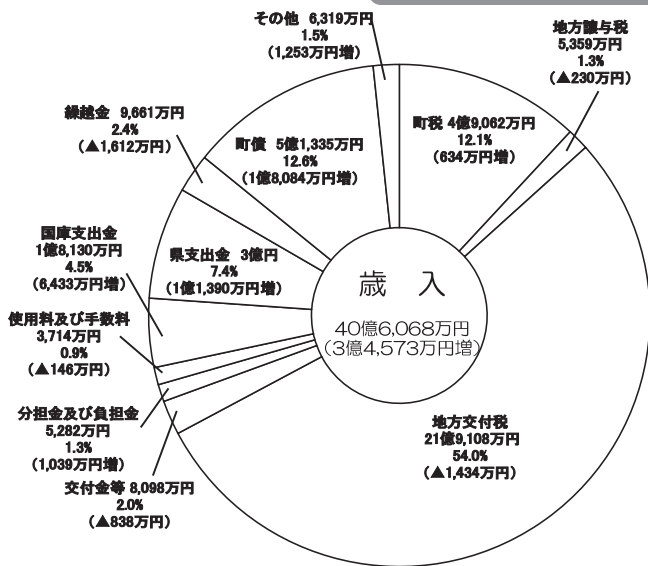 その他 6,319万円
1.5%
(1,253万円増)
地方譲与税
5,359万円
1.3%
(▲230万円)
繰越金 9,661万円
2.4%
(▲1,612万円)
町債 5億1,335万円
12.6%
(1億8,084万円増)
町税 4億9,062万円
12.1%
(634万円増)
国庫支出金
1億8,130万円
4.5%
(6,433万円増)
県支出金 3億円
7.4%
(1億1,390万円増)
歳 入
40億6,068万円
(3億4,573万円増)
使用料及び手数料
3,714万円
0.9%
(▲146万円)
分担金及び負担金
5,282万円
1.3%
(1,039万円増)
交付金等 8,098万円
2.0%
(▲838万円)
地方交付税
21億9,108万円
54.0%
(▲1,434万円)